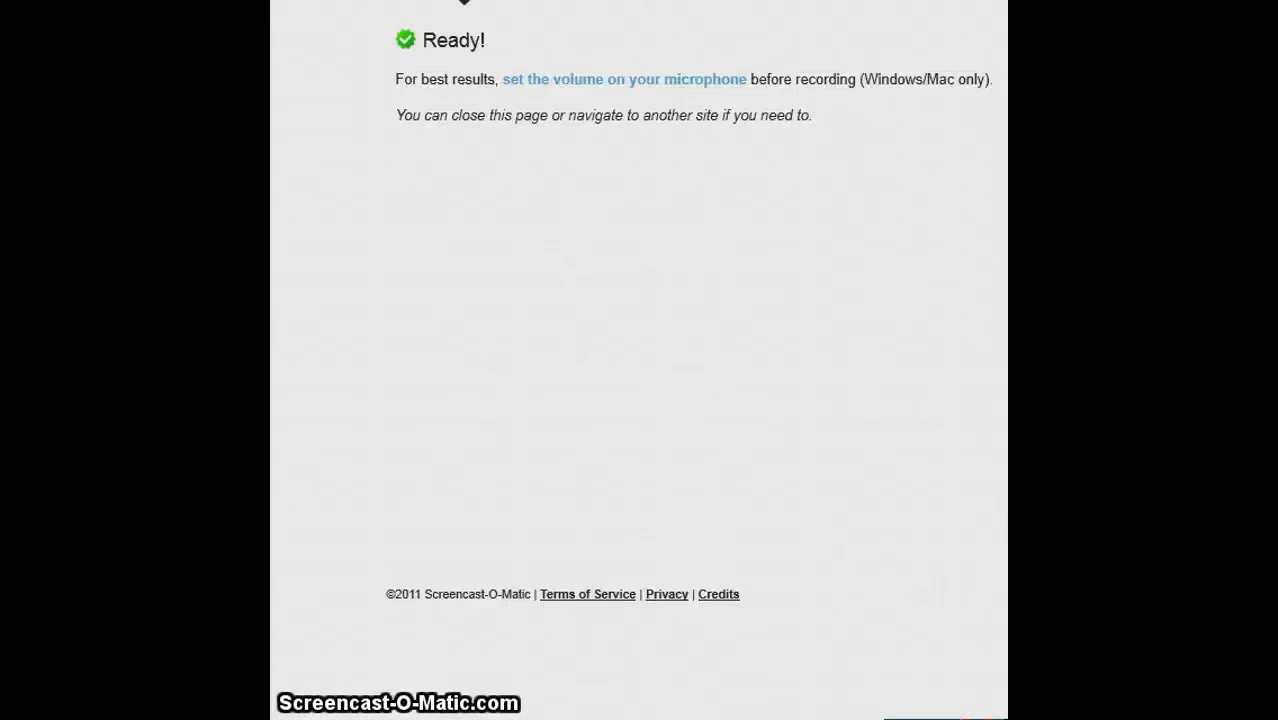 Ready!
For best results, set the volume on your microphone before recording (Windows/Mac only).
You can close this page or navigate to another site if you need to.
©2011 Screencast-O-Matic | Terms of Service | Privacy | Credits
Screencast-O-Matic.com